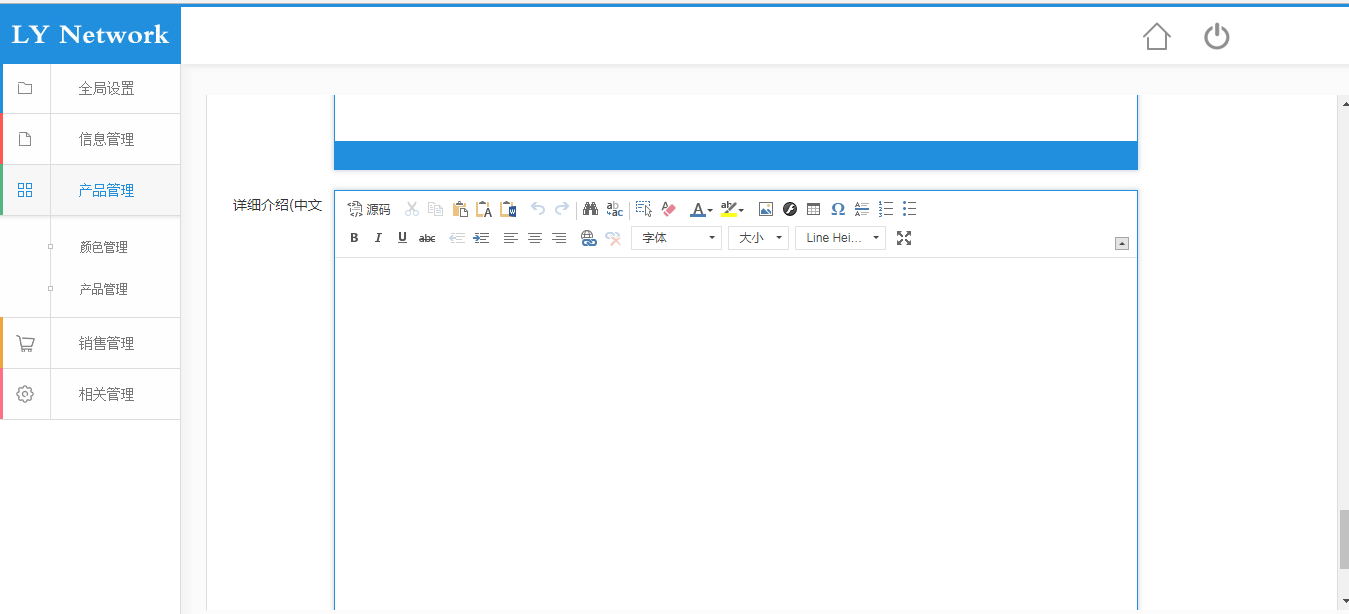 LY Network
全局设置
信息管理
产品管理
颜色管理
产品管理
销售管理
相关管理
详细介绍(中文
源码
B I U abc
字体 大小 Line Hei...